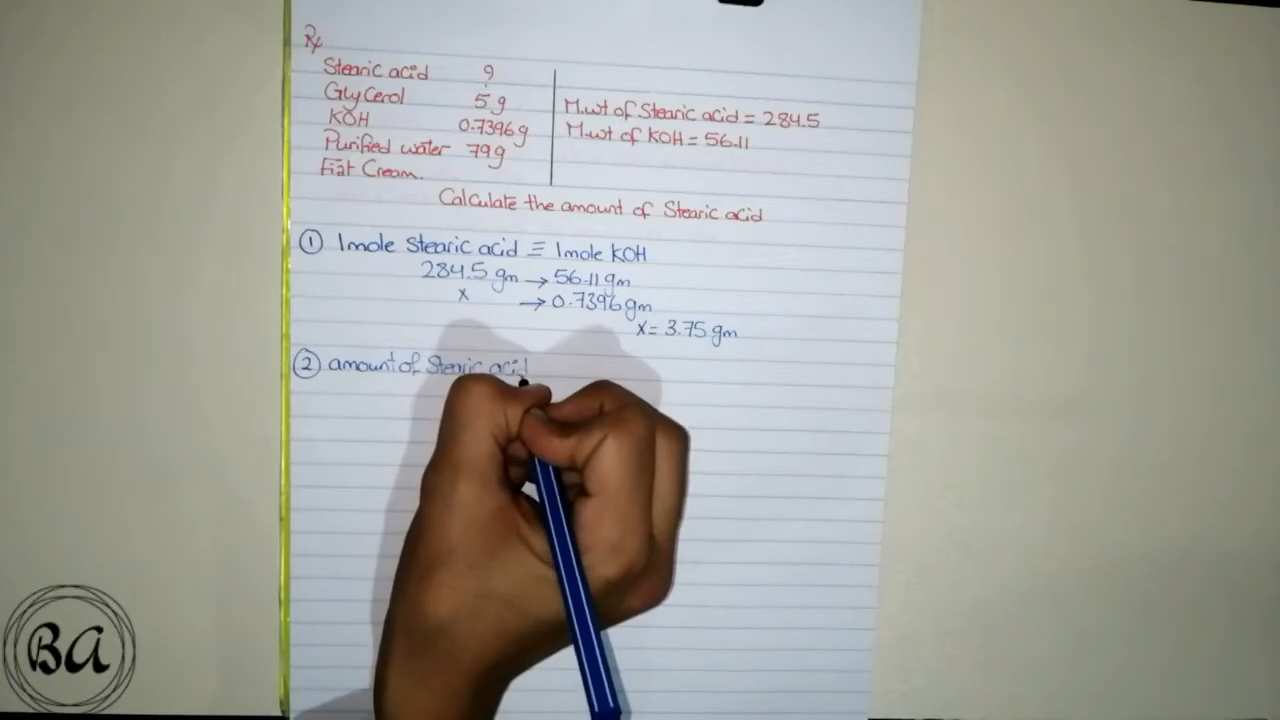 Rx
Stearic acid ?
Glycerol 5g
KOH 0.7396g
Purified water 79g
Fiat Cream.
M.wt of Stearic acid = 284.5
M.wt of KOH = 56.11
Calculate the amount of Stearic acid
① 1mole Stearic acid ≡ 1mole KOH
284.5 gm → 56.11 gm
x → 0.7396 gm
x = 3.75 gm
② amount of Stearic acid
BA